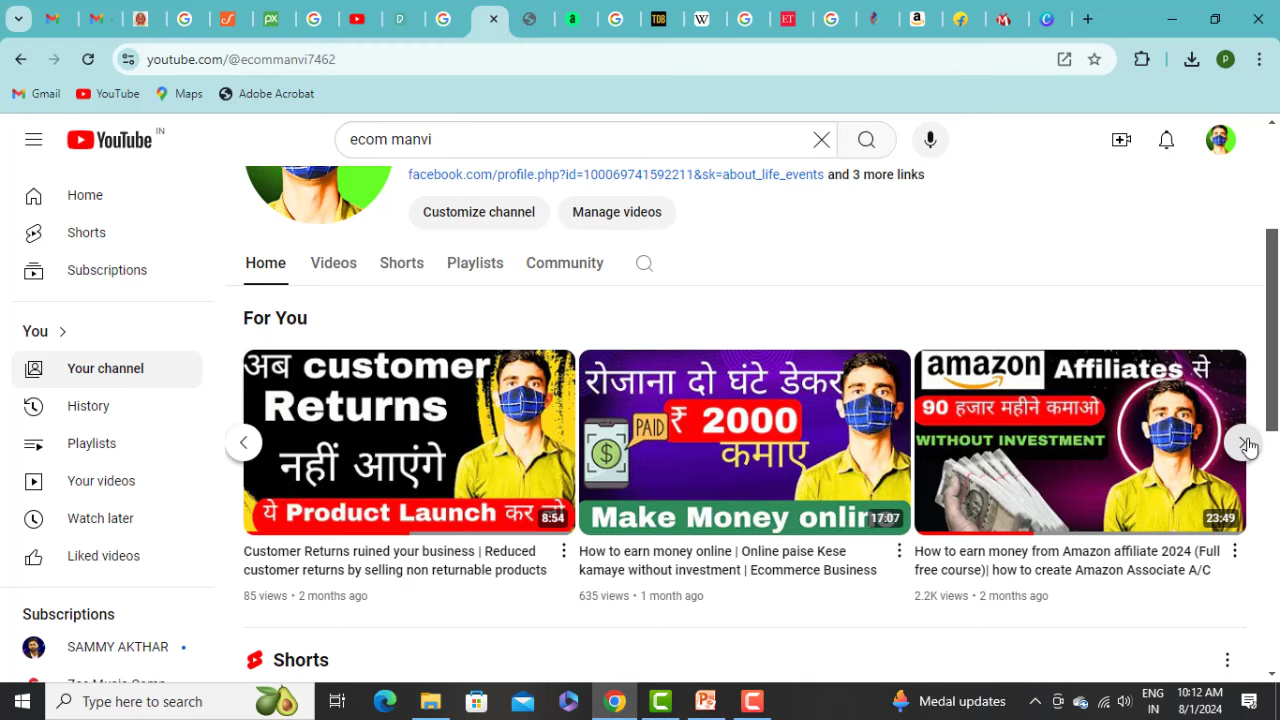 youtube.com/@ecommanvi7462
Gmail
YouTube
Maps
Adobe Acrobat
YouTube IN
ecom manvi
facebook.com/profile.php?id=100069741592211&sk=about_life_events and 3 more links
Customize channel
Manage videos
Home
Shorts
Subscriptions
You
Your channel
History
Playlists
Your videos
Watch later
Liked videos
Subscriptions
SAMMY AKTHAR
Home
Videos
Shorts
Playlists
Community
For You
अब customer
Returns
नहीं आएंगे
ये Product Launch कर
8:54
Customer Returns ruined your business | Reduced
customer returns by selling non returnable products
85 views • 2 months ago
रोजाना दो घंटे देकर
PAID
₹ 2000
कमाए
Make Money onlin
17:07
How to earn money online | Online paise Kese
kamaye without investment | Ecommerce Business
635 views • 1 month ago
amazon Affiliates से
90 हजार महीने कमाओ
WITHOUT INVESTMENT
23:49
How to earn money from Amazon affiliate 2024 (Full
free course)| how to create Amazon Associate A/C
2.2K views • 2 months ago
Shorts
Type here to search
Medal updates
ENG
IN
10:12 AM
8/1/2024